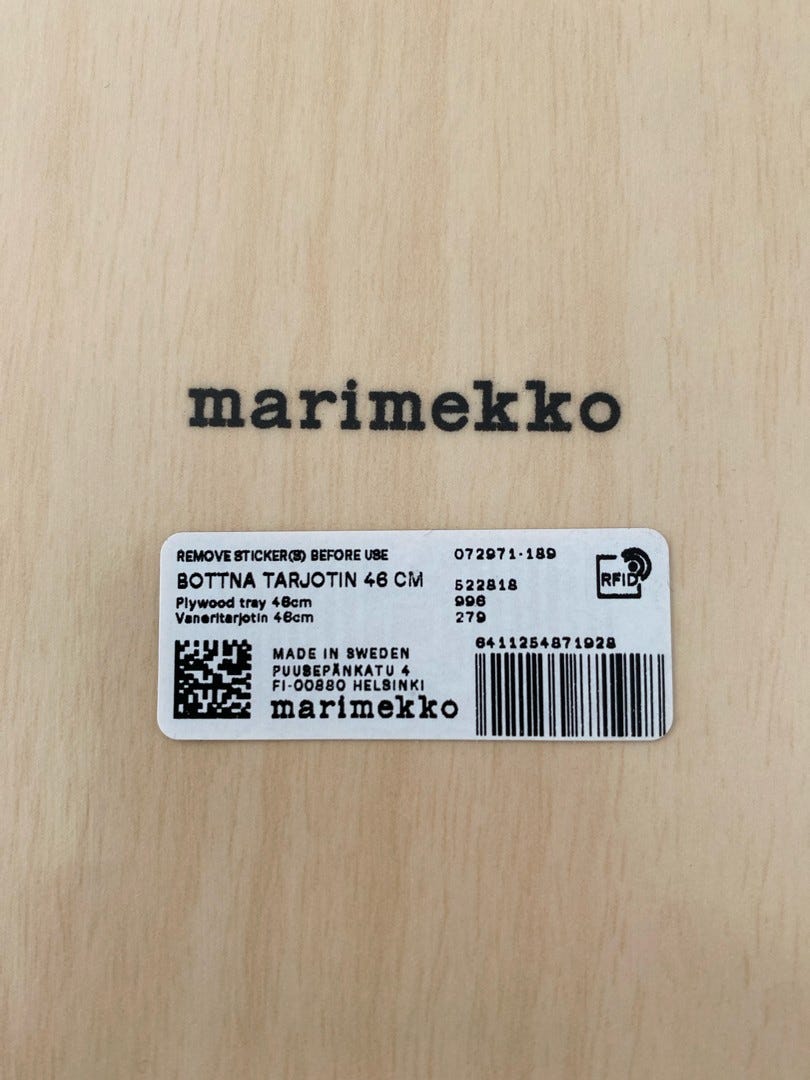 marimekko
REMOVE STICKER(S) BEFORE USE
BOTTNA TARJOTIN 46 CM
Plywood tray 46cm
Vaneritarjotin 46cm
072971-189
522818
996
279
RFID
MADE IN SWEDEN
PUUSEPÄNKATU 4
FI-00880 HELSINKI
marimekko
6411254871928